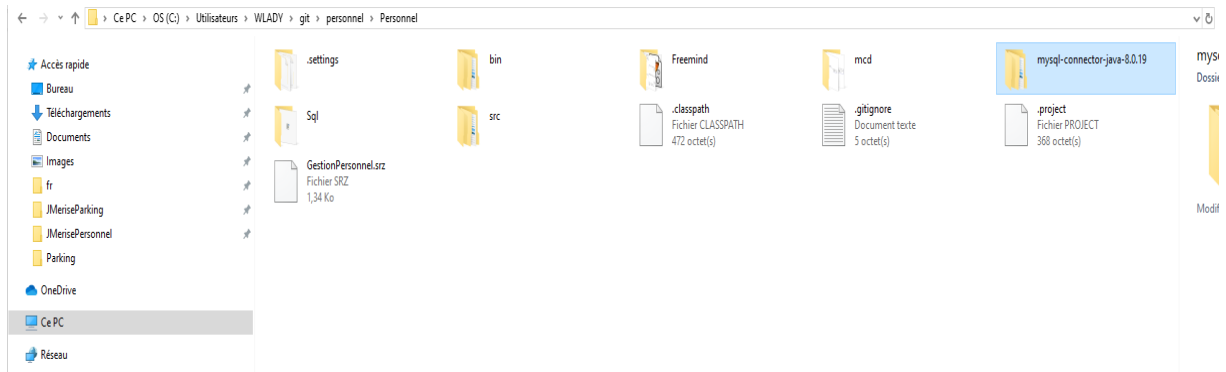 Ce PC > OS (C:) > Utilisateurs > WLADY > git > personnel > Personnel
Accès rapide
Bureau
Téléchargements
Documents
Images
fr
JMeriseParking
JMerisePersonnel
Parking
OneDrive
Ce PC
Réseau
.settings
bin
Freemind
mcd
mysql-connector-java-8.0.19
Sql
src
.classpath
Fichier CLASSPATH
472 octet(s)
.gitignore
Document texte
5 octet(s)
.project
Fichier PROJECT
368 octet(s)
GestionPersonnel.srz
Fichier SRZ
1,34 Ko
mysq
Dossie
Modif